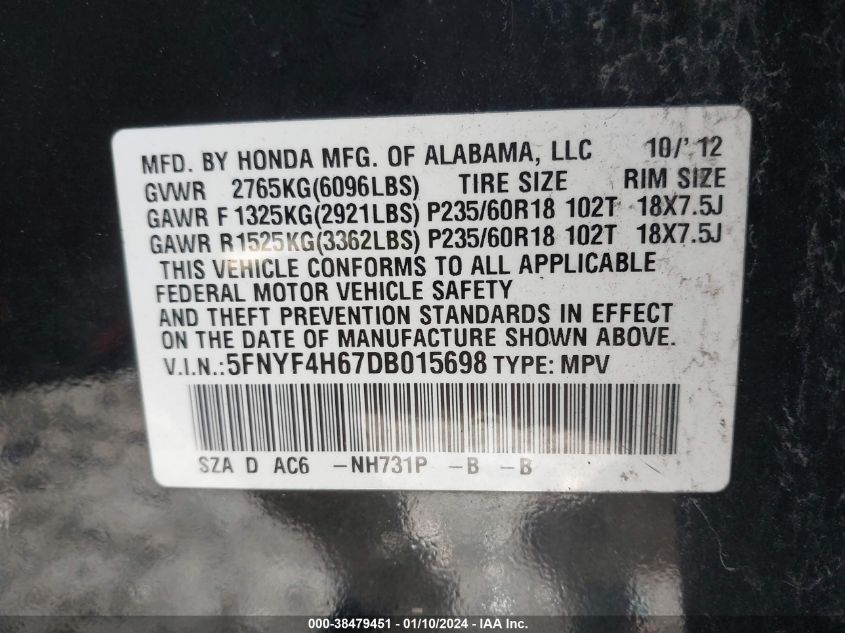 MFD. BY HONDA MFG. OF ALABAMA, LLC 10/'12
GVWR 2765KG(6096LBS) TIRE SIZE RIM SIZE
GAWR F 1325KG(2921LBS) P235/60R18 102T 18X7.5J
GAWR R1525KG(3362LBS) P235/60R18 102T 18X7.5J
THIS VEHICLE CONFORMS TO ALL APPLICABLE
FEDERAL MOTOR VEHICLE SAFETY
AND THEFT PREVENTION STANDARDS IN EFFECT
ON THE DATE OF MANUFACTURE SHOWN ABOVE.
V.I.N.:5FNYF4H67DB015698 TYPE: MPV
SZA D AC6 -NH731P -B -B
000-38479451 - 01/10/2024 - IAA Inc.